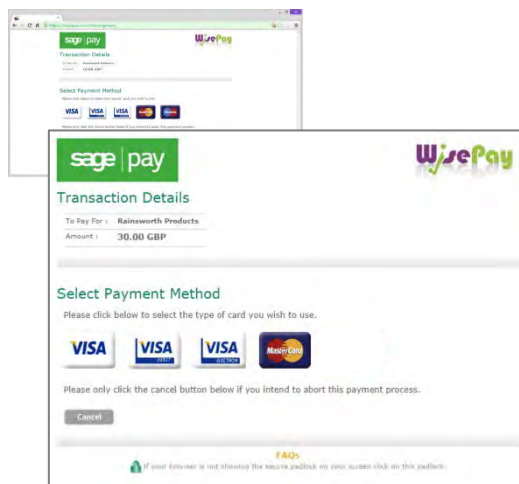 sage pay
WisePay
Transaction Details
Select Payment Method
VISA VISA VISA
sage | pay
WisePay
Transaction Details
To Pay For : Rainsworth Products
Amount : 30.00 GBP
Select Payment Method
Please click below to select the type of card you wish to use.
VISA VISA DEBIT VISA ELECTRON MasterCard
Please only click the cancel button below if you intend to abort this payment process.
Cancel
FAQs
If your browser is not showing the secure padlock on your screen click on this padlock.